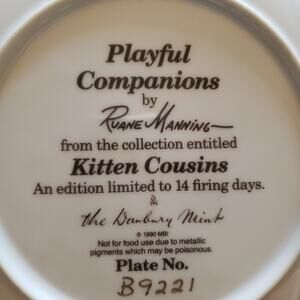 Playful
Companions
by
Ruane Manning
from the collection entitled
Kitten Cousins
An edition limited to 14 firing days.
the Danbury Mint
© 1990 MBI
Not for food use due to metallic
pigments which may be poisonous.
Plate No.
B9221